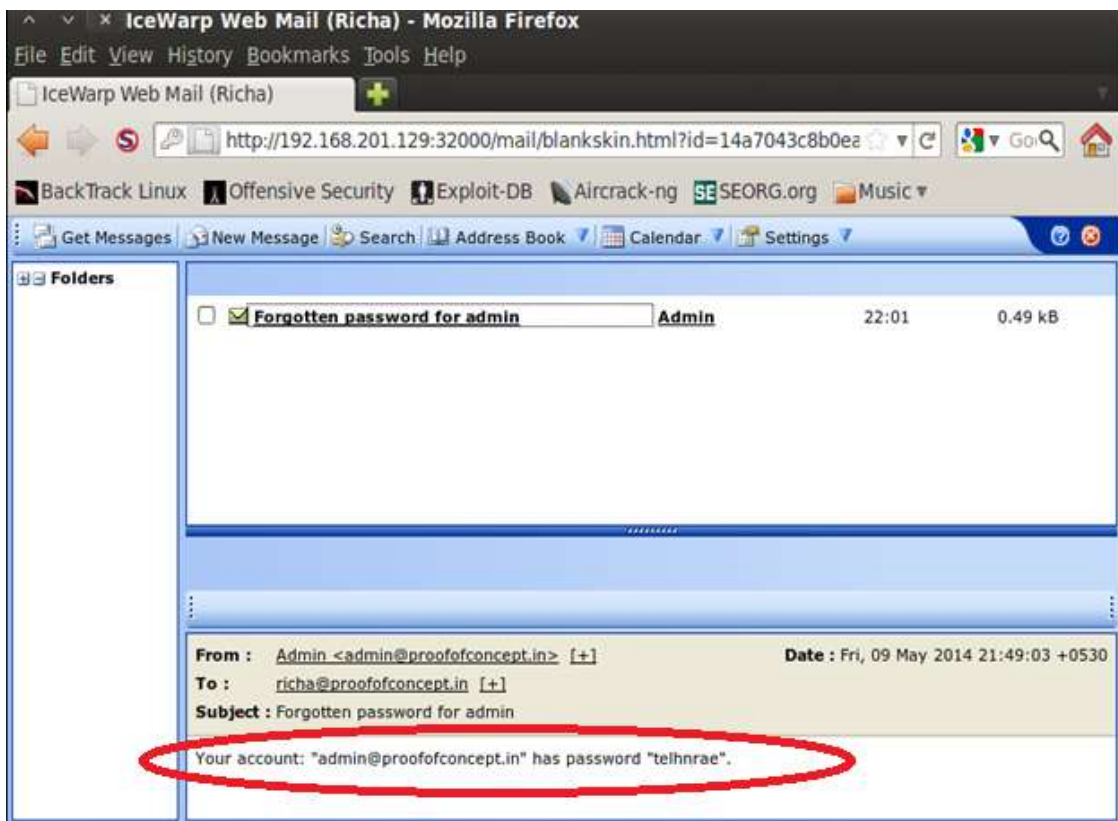 IceWarp Web Mail (Richa) - Mozilla Firefox
File Edit View History Bookmarks Tools Help
IceWarp Web Mail (Richa)
http://192.168.201.129:32000/mail/blankskin.html?id=14a7043c8b0ea
BackTrack Linux Offensive Security Exploit-DB Aircrack-ng SE SEORG.org Music
Get Messages New Message Search Address Book Calendar Settings
Folders
Forgotten password for admin Admin 22:01 0.49 kB
From : Admin <admin@proofofconcept.in> [+] Date : Fri, 09 May 2014 21:49:03 +0530
To : richa@proofofconcept.in [+]
Subject : Forgotten password for admin
Your account: "admin@proofofconcept.in" has password "telhnrae".